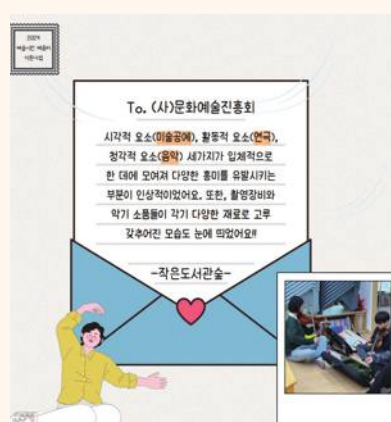 To. (사)문화예술진흥회
시각적 요소(미술공예), 활동적 요소(연극),
청각적 요소(음악) 세가지가 입체적으로
한 데에 모여져 다양한 흥미를 유발시키는
부분이 인상적이었어요. 또한, 촬영장비와
악기 소품들이 각기 다양한 재료로 고루
갖추어진 모습도 눈에 띄었어요!!
-작은도서관숲-